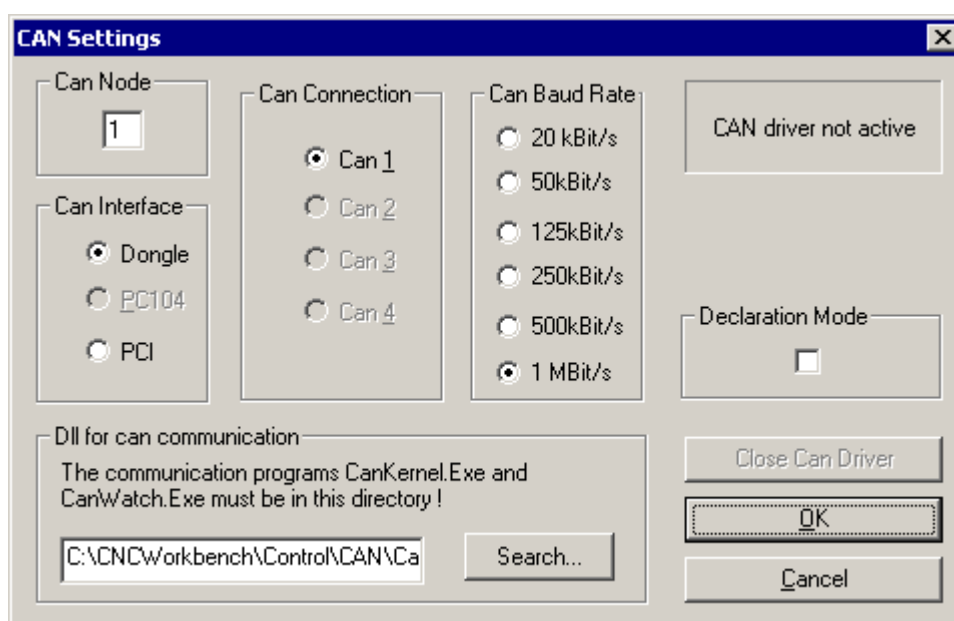 CAN Settings
Can Node
1
Can Interface
Dongle
PC104
PCI
Can Connection
Can 1
Can 2
Can 3
Can 4
Can Baud Rate
20 kBit/s
50kBit/s
125kBit/s
250kBit/s
500kBit/s
1 MBit/s
CAN driver not active
Declaration Mode
Dll for can communication
The communication programs CanKernel.Exe and
CanWatch.Exe must be in this directory !
C:\CNCWorkbench\Control\CAN\Ca
Search...
Close Can Driver
OK
Cancel